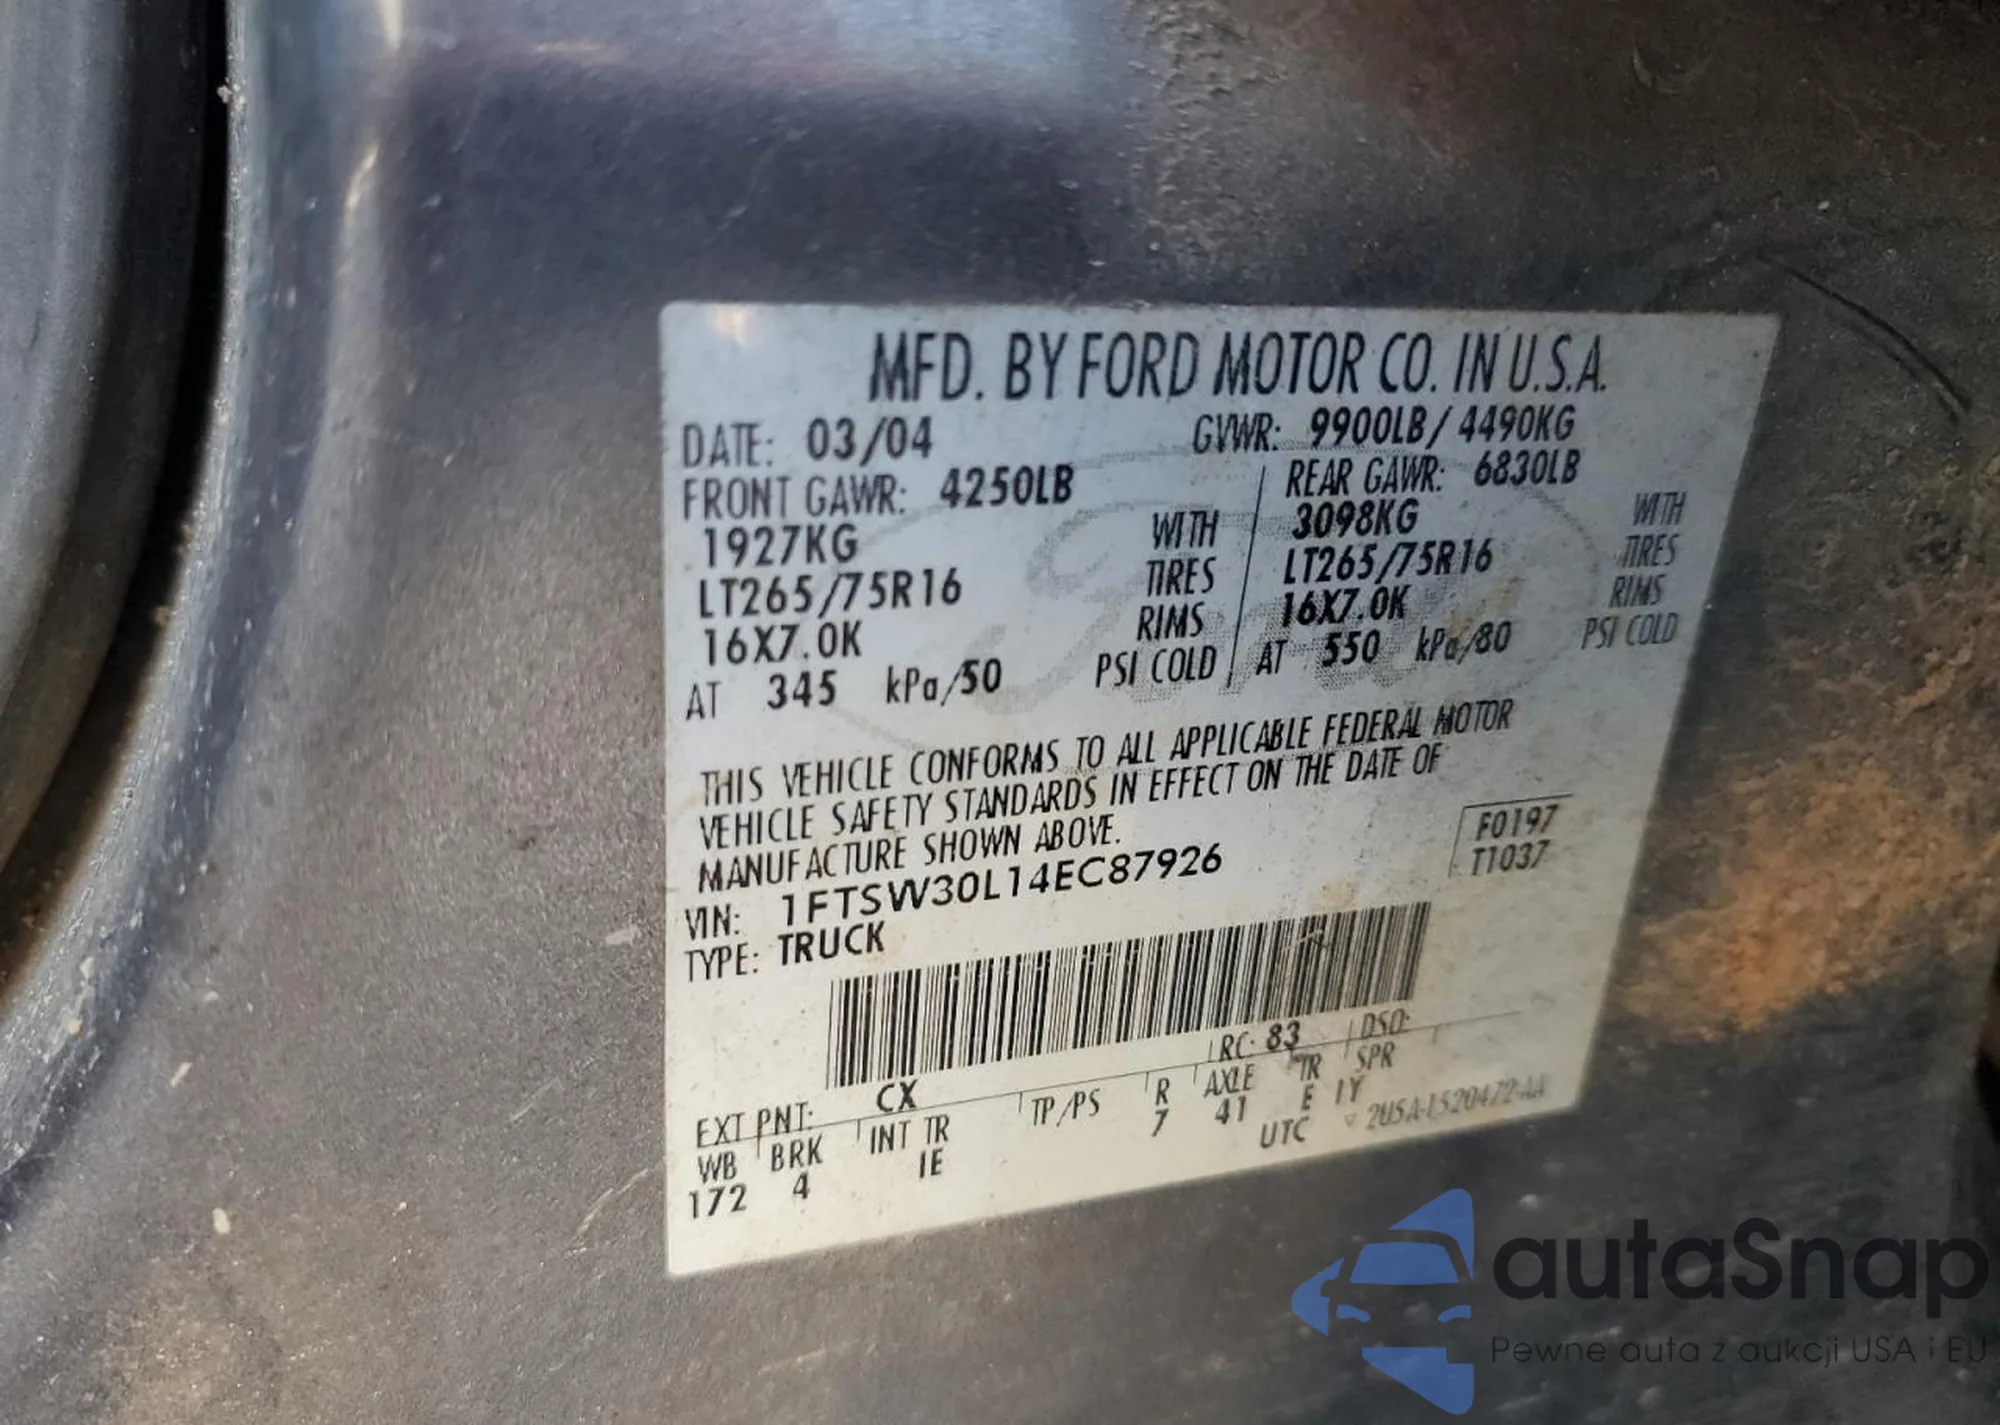 MFD. BY FORD MOTOR CO. IN U.S.A.
DATE: 03/04 GVWR: 9900LB/4490KG
FRONT GAWR: 4250LB REAR GAWR: 6830LB
1927KG WITH 3098KG WITH
LT265/75R16 TIRES LT265/75R16 TIRES
16X7.0K RIMS 16X7.0K RIMS
AT 345 kPa/50 PSI COLD AT 550 kPa/80 PSI COLD
THIS VEHICLE CONFORMS TO ALL APPLICABLE FEDERAL MOTOR
VEHICLE SAFETY STANDARDS IN EFFECT ON THE DATE OF
MANUFACTURE SHOWN ABOVE.
F0197
VIN: 1FTSW30L14EC87926
T1037
TYPE: TRUCK
RC: 83 DSO:
EXT PNT: CX
WB BRK INT TR TP/PS R AXLE TR SPR
172 4 IE 7 41 E IY
UTC
autaSnap
Pewne auta z aukcji USA i EU